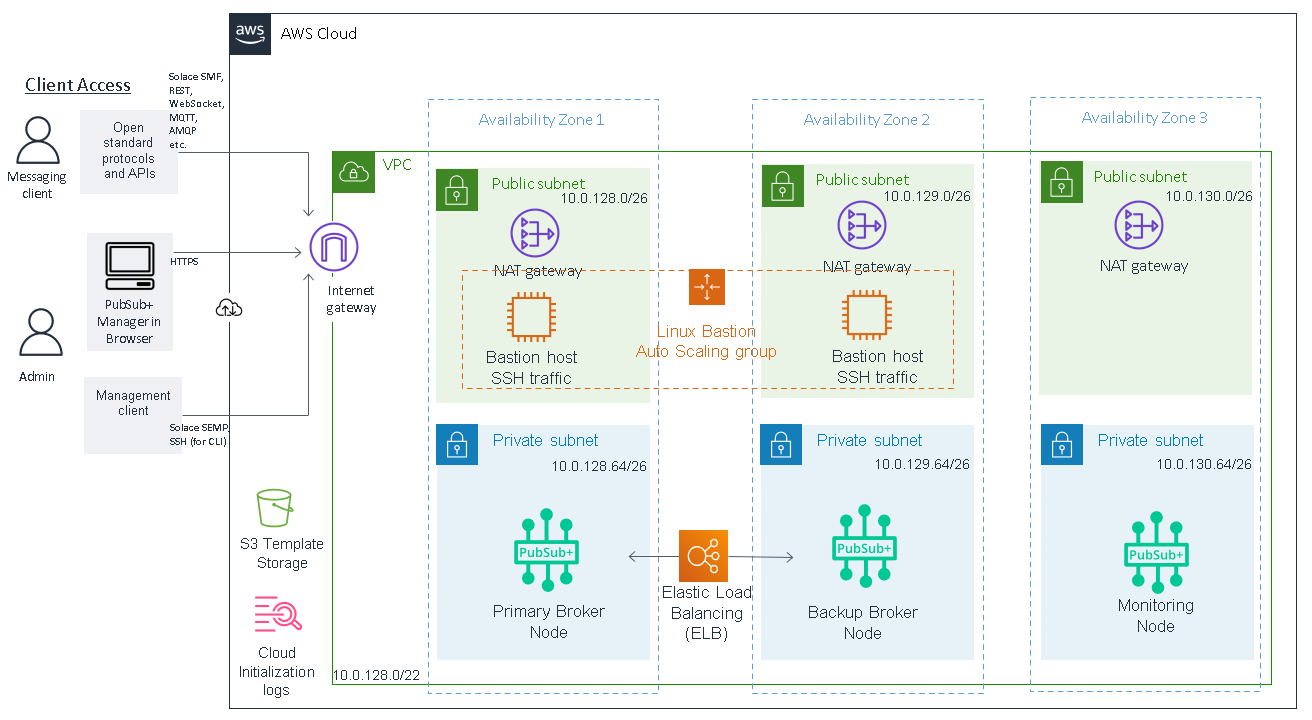 aws
AWS Cloud
Client Access
Solace SMF,
REST,
WebSocket,
MQTT,
AMQP
etc.
Open
standard
protocols
and APIs
Messaging
client
HTTPS
PubSub+
Manager in
Browser
Admin
Management
client
Solace SEMP,
SSH (for CLI)
Internet
gateway
S3 Template
Storage
Cloud
Initialization
logs
VPC
10.0.128.0/22
Availability Zone 1
Public subnet
10.0.128.0/26
NAT gateway
Bastion host
SSH traffic
Linux Bastion
Auto Scaling group
Private subnet
10.0.128.64/26
PubSub+
Primary Broker
Node
Elastic Load
Balancing
(ELB)
Availability Zone 2
Public subnet
10.0.129.0/26
NAT gateway
Bastion host
SSH traffic
Private subnet
10.0.129.64/26
PubSub+
Backup Broker
Node
Availability Zone 3
Public subnet
10.0.130.0/26
NAT gateway
Private subnet
10.0.130.64/26
PubSub+
Monitoring
Node